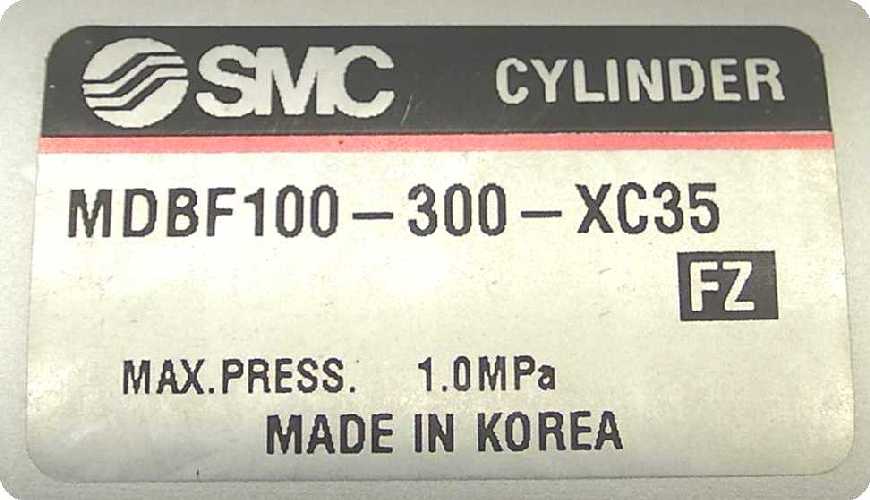 SMC CYLINDER
MDBF100-300-XC35
FZ
MAX.PRESS. 1.0MPa
MADE IN KOREA